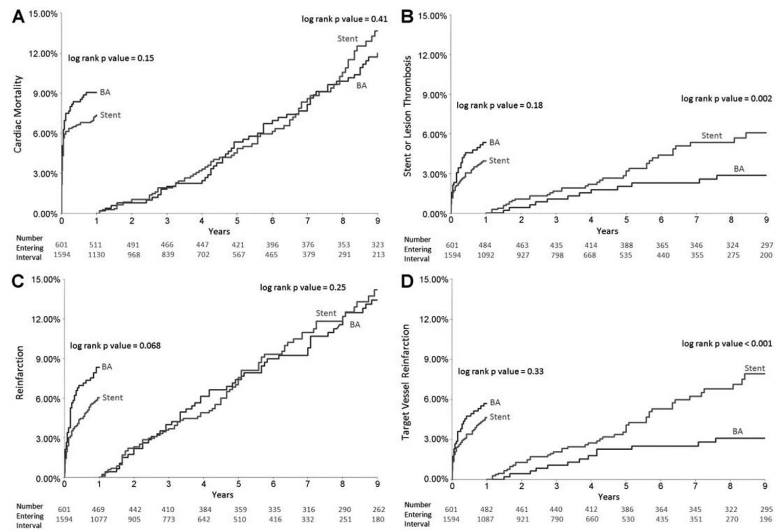 A
15.00%
12.00%
9.00%
6.00%
3.00%
0.00%
Cardiac Mortality
log rank p value = 0.15
log rank p value = 0.41
BA
Stent
Stent
BA
0 1 2 3 4 5 6 7 8 9
Years
Number
Entering
Interval
601 511 491 466 447 421 396 376 353 323
1594 1130 968 839 702 567 465 379 291 213
B
15.00%
12.00%
9.00%
6.00%
3.00%
0.00%
Stent or Lesion Thrombosis
log rank p value = 0.18
log rank p value = 0.002
BA
Stent
Stent
BA
0 1 2 3 4 5 6 7 8 9
Years
Number
Entering
Interval
601 484 463 435 414 388 365 346 324 297
1594 1092 927 798 668 535 440 355 275 200
C
15.00%
12.00%
9.00%
6.00%
3.00%
0.00%
Reinfarction
log rank p value = 0.068
log rank p value = 0.25
BA
Stent
Stent
BA
0 1 2 3 4 5 6 7 8 9
Years
Number
Entering
Interval
601 469 442 410 384 359 335 316 290 262
1594 1077 905 773 642 510 416 332 251 180
D
15.00%
12.00%
9.00%
6.00%
3.00%
0.00%
Target Vessel Reinfarction
log rank p value = 0.33
log rank p value < 0.001
BA
Stent
Stent
BA
0 1 2 3 4 5 6 7 8 9
Years
Number
Entering
Interval
601 482 461 440 412 386 364 345 322 295
1594 1087 921 790 660 530 435 351 270 196